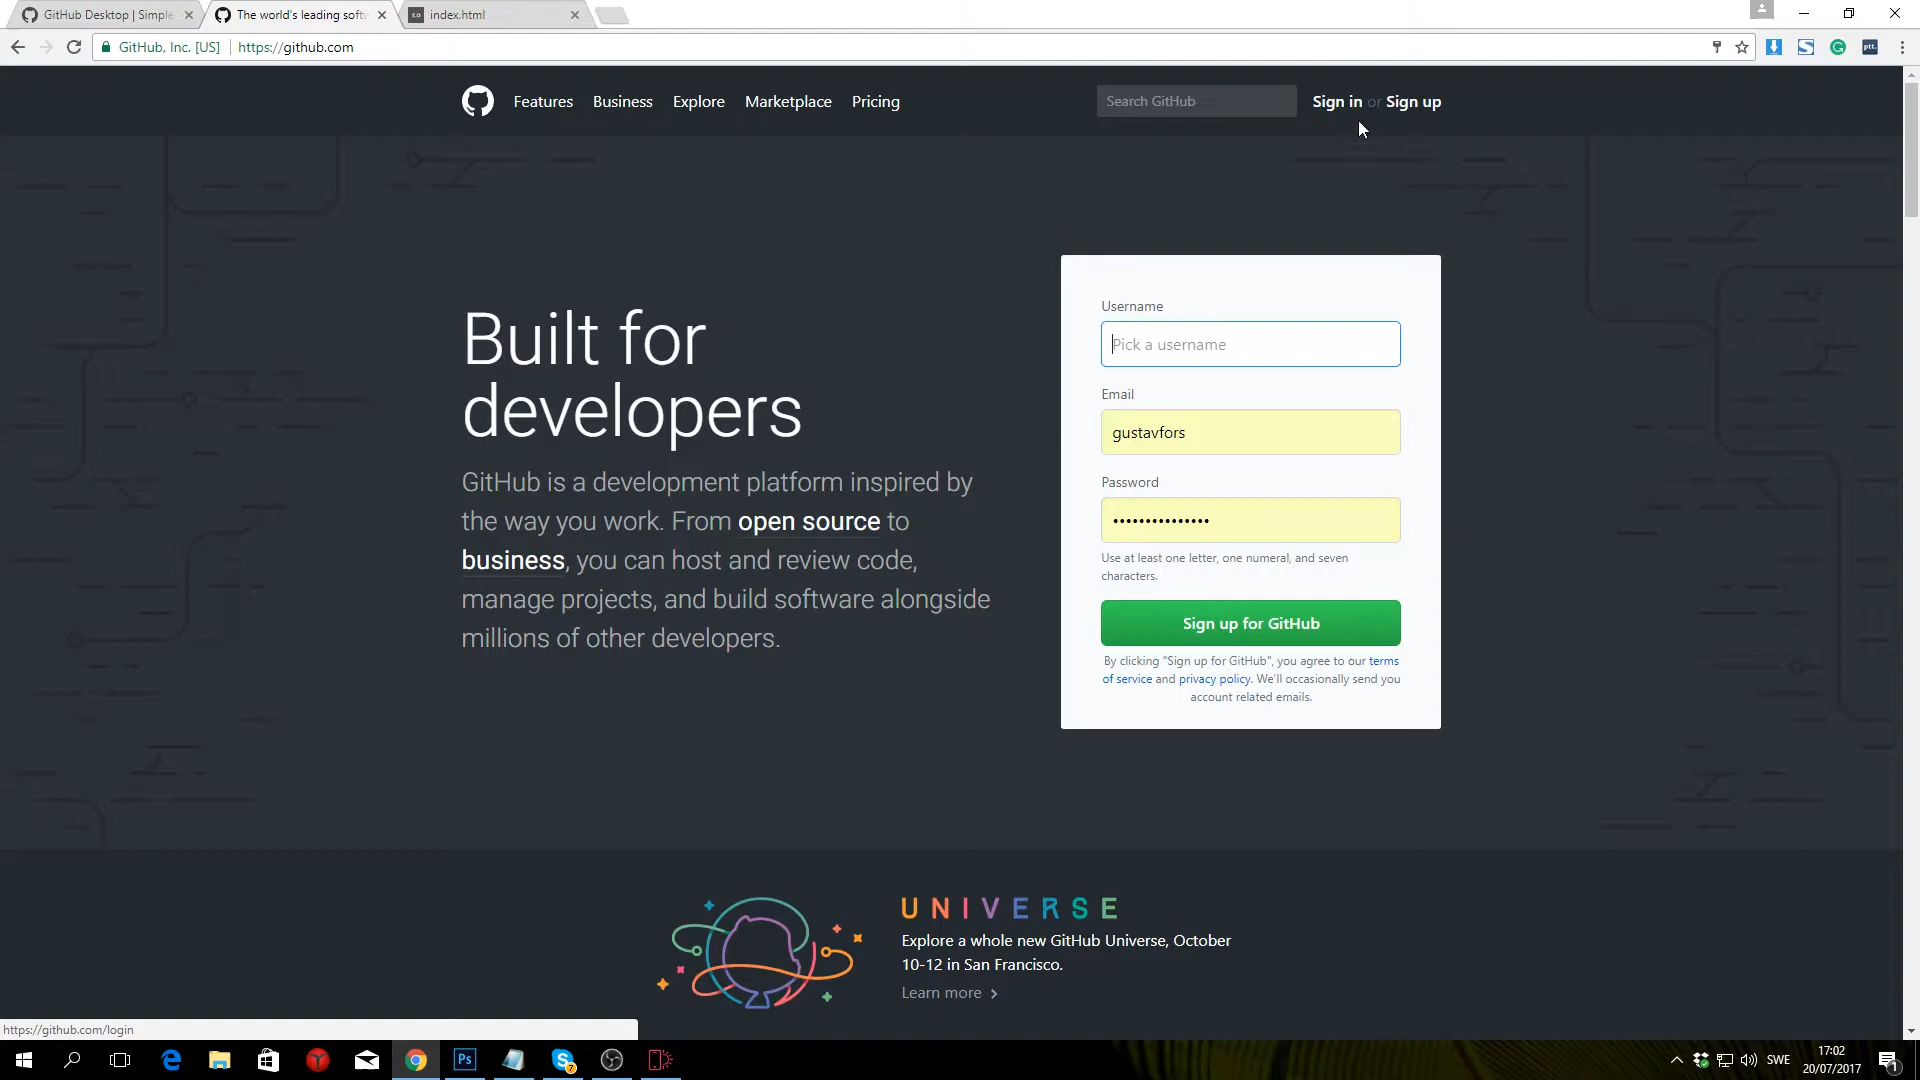 GitHub Desktop | Simple
The world's leading softw
index.html
GitHub, Inc. [US]
https://github.com
ptt.
Features
Business
Explore
Marketplace
Pricing
Search GitHub
Sign in or Sign up
Built for
developers
GitHub is a development platform inspired by
the way you work. From open source to
business, you can host and review code,
manage projects, and build software alongside
millions of other developers.
Username
Pick a username
Email
gustavfors
Password
Use at least one letter, one numeral, and seven
characters.
Sign up for GitHub
By clicking "Sign up for GitHub", you agree to our terms
of service and privacy policy. We'll occasionally send you
account related emails.
UNIVERSE
Explore a whole new GitHub Universe, October
10-12 in San Francisco.
Learn more
https://github.com/login
Ps
7
SWE
17:02
20/07/2017
1